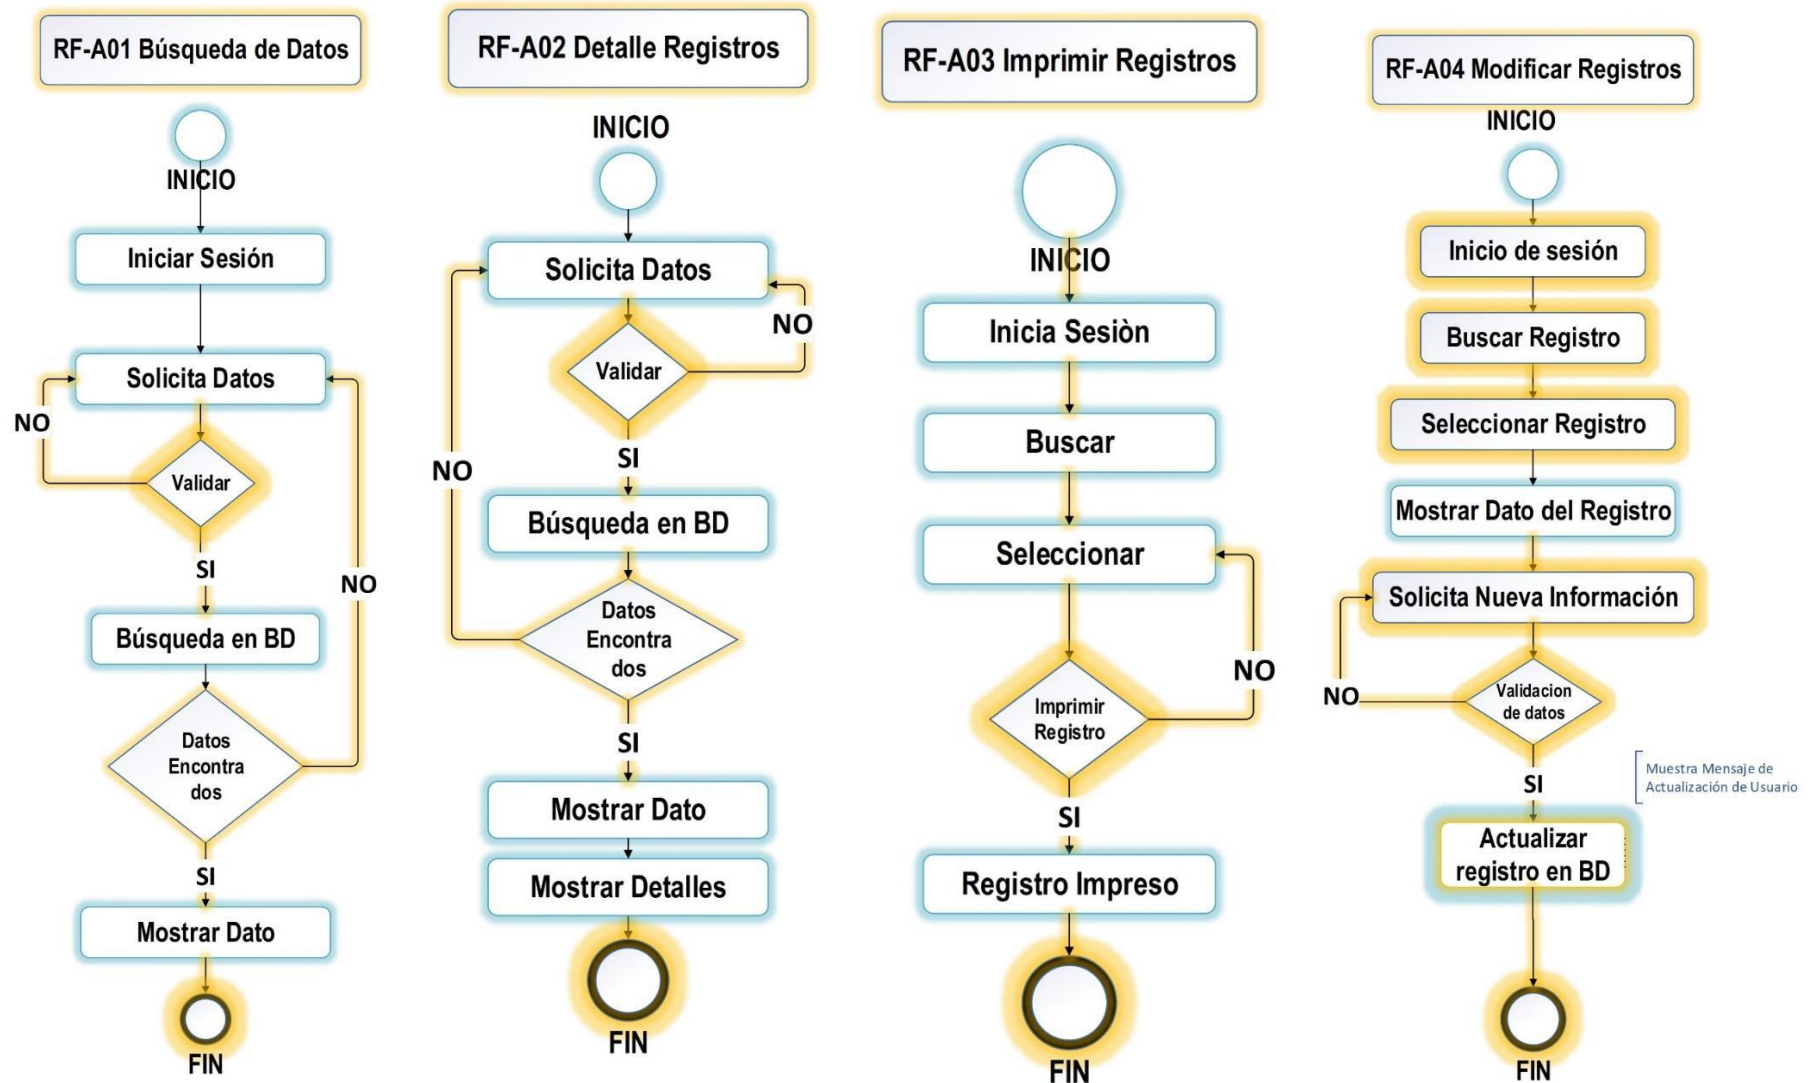 RF-A01 Búsqueda de Datos
INICIO
Iniciar Sesión
Solicita Datos
NO
Validar
SI
NO
Búsqueda en BD
Datos
Encontra
dos
SI
Mostrar Dato
FIN
RF-A02 Detalle Registros
INICIO
Solicita Datos
NO
Validar
SI
NO
Búsqueda en BD
Datos
Encontra
dos
SI
Mostrar Dato
Mostrar Detalles
FIN
RF-A03 Imprimir Registros
INICIO
Inicia Sesiòn
Buscar
Seleccionar
NO
Imprimir
Registro
SI
Registro Impreso
FIN
RF-A04 Modificar Registros
INICIO
Inicio de sesión
Buscar Registro
Seleccionar Registro
Mostrar Dato del Registro
Solicita Nueva Información
NO
Validacion
de datos
SI
Muestra Mensaje de
Actualización de Usuario
Actualizar
registro en BD
FIN